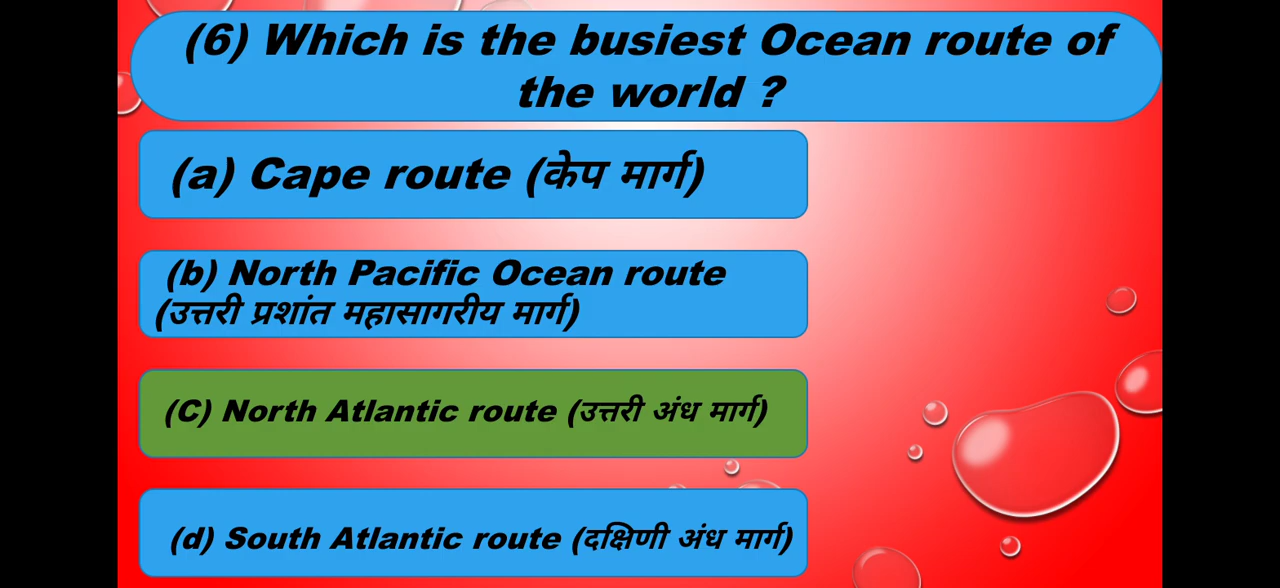 (6) Which is the busiest Ocean route of
the world ?
(a) Cape route (केप मार्ग)
(b) North Pacific Ocean route
(उत्तरी प्रशांत महासागरीय मार्ग)
(C) North Atlantic route (उत्तरी अंध मार्ग)
(d) South Atlantic route (दक्षिणी अंध मार्ग)